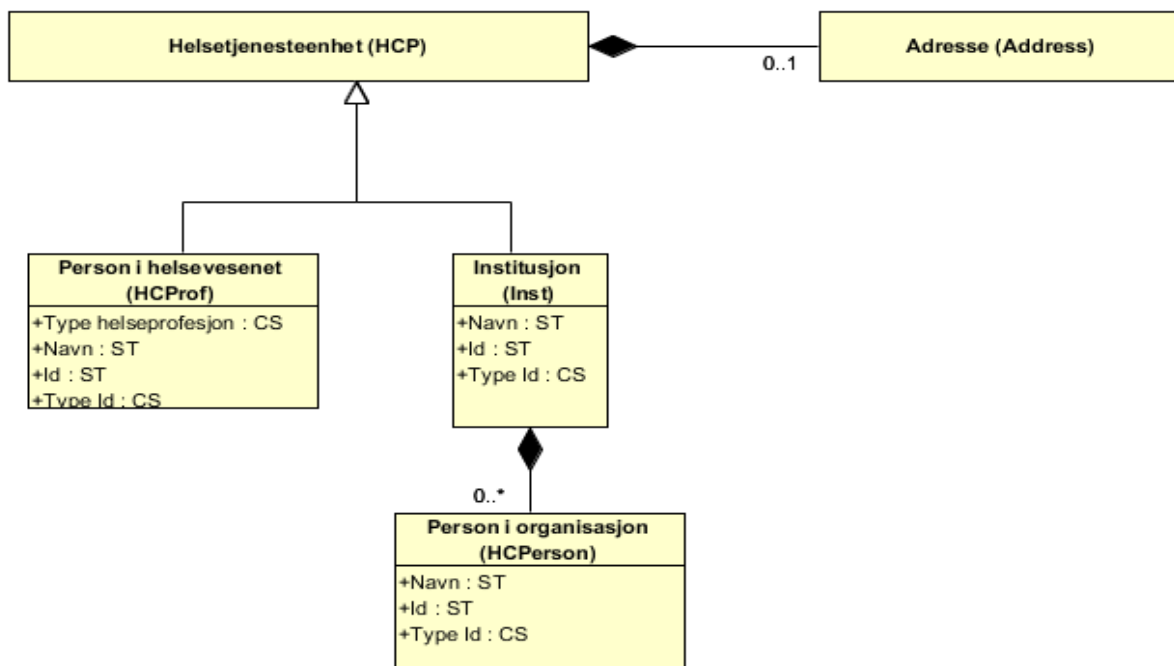 Helsetjenesteenhet (HCP)
Adresse (Address)
0..1
Person i helsevesenet
(HCProf)
+Type helseprofesjon : CS
+Navn : ST
+Id : ST
+Type Id : CS
Institusjon
(Inst)
+Navn : ST
+Id : ST
+Type Id : CS
0..*
Person i organisasjon
(HCPerson)
+Navn : ST
+Id : ST
+Type Id : CS